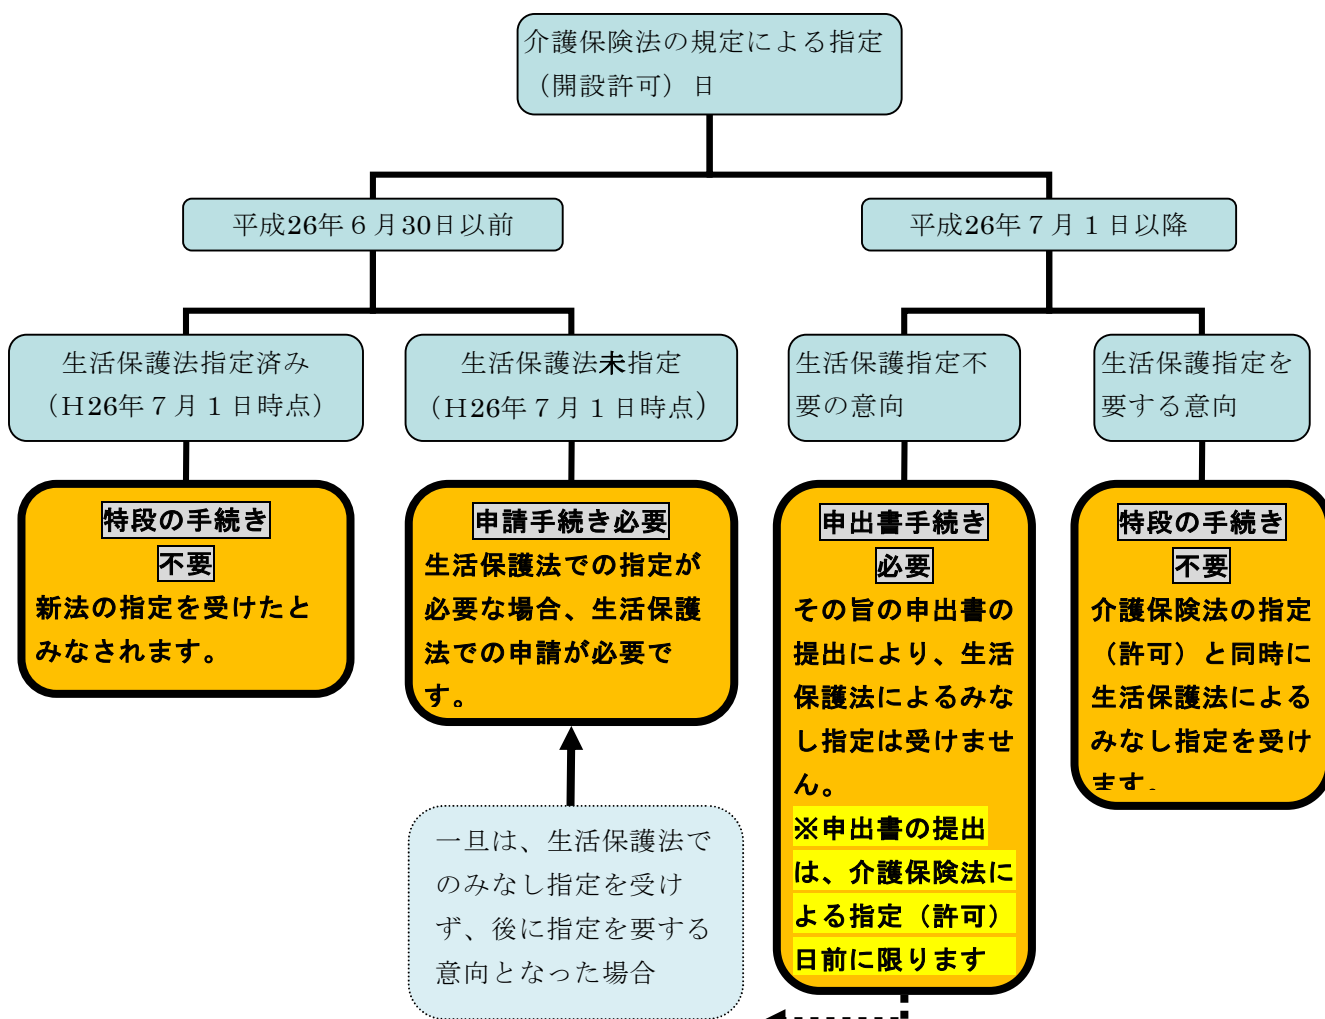 介護保険法の規定による指定
（開設許可）日
平成26年６月30日以前
平成26年７月１日以降
生活保護法指定済み
（Ｈ26年７月１日時点）
生活保護法未指定
（Ｈ26年７月１日時点）
生活保護指定不
要の意向
生活保護指定を
要する意向
特段の手続き
不要
新法の指定を受けたと
みなされます。
申請手続き必要
生活保護法での指定が
必要な場合、生活保護
法での申請が必要で
す。
申出書手続き
必要
その旨の申出書の
提出により、生活
保護法によるみな
し指定は受けませ
ん。
※申出書の提出
は、介護保険法に
よる指定（許可）
日前に限ります
特段の手続き
不要
介護保険法の指定
（許可）と同時に
生活保護法による
みなし指定を受け
ます。
一旦は、生活保護法で
のみなし指定を受け
ず、後に指定を要する
意向となった場合